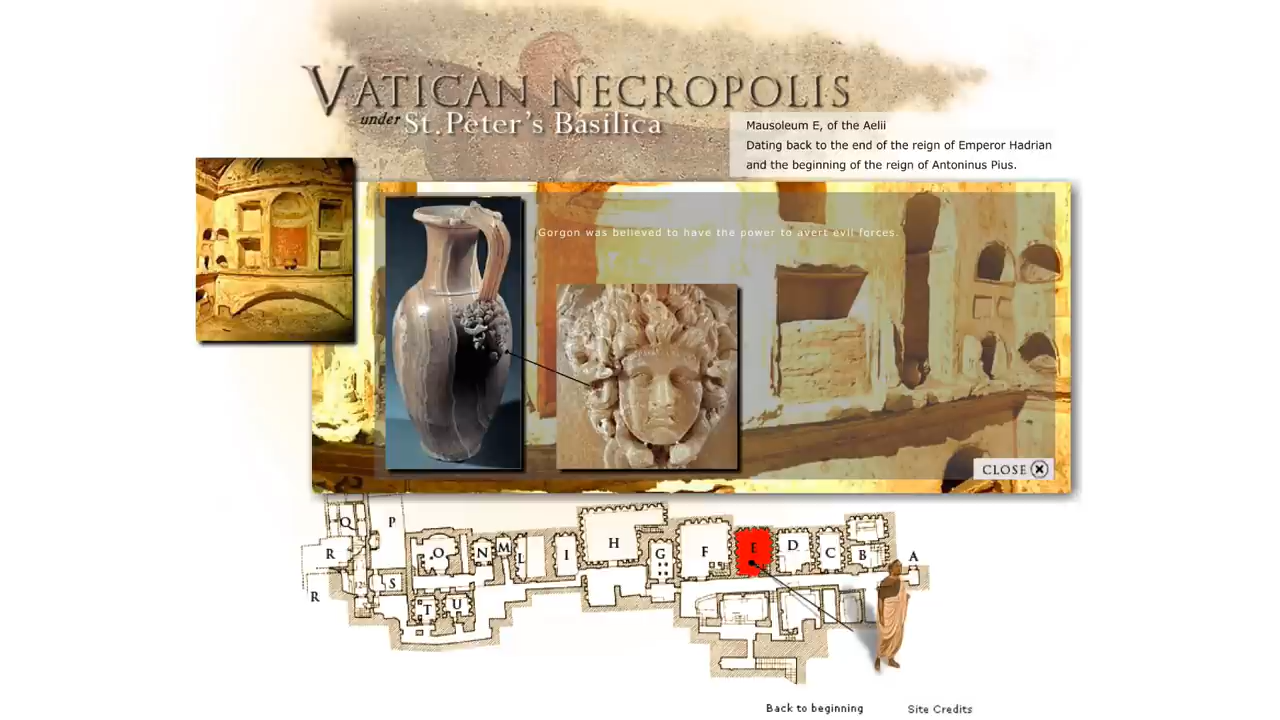 VATICAN NECROPOLIS
under St. Peter's Basilica
Mausoleum E, of the Aelii
Dating back to the end of the reign of Emperor Hadrian
and the beginning of the reign of Antoninus Pius.
Gorgon was believed to have the power to avert evil forces.
CLOSE
Q
P
R
R
S
O
T
U
N
M
L
I
H
G
F
E
D
C
B
A
Back to beginning
Site Credits